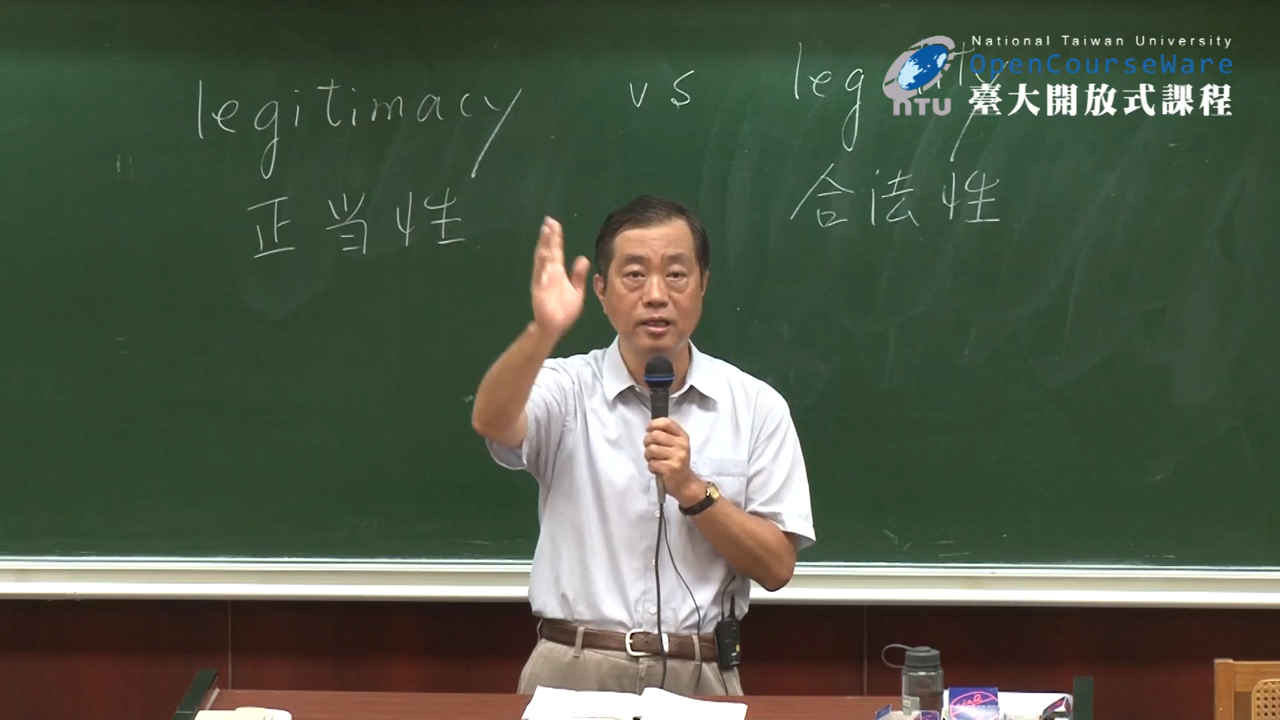 National Taiwan University
OpenCourseWare
臺大開放式課程
NTU
legitimacy vs
正当性 合法性